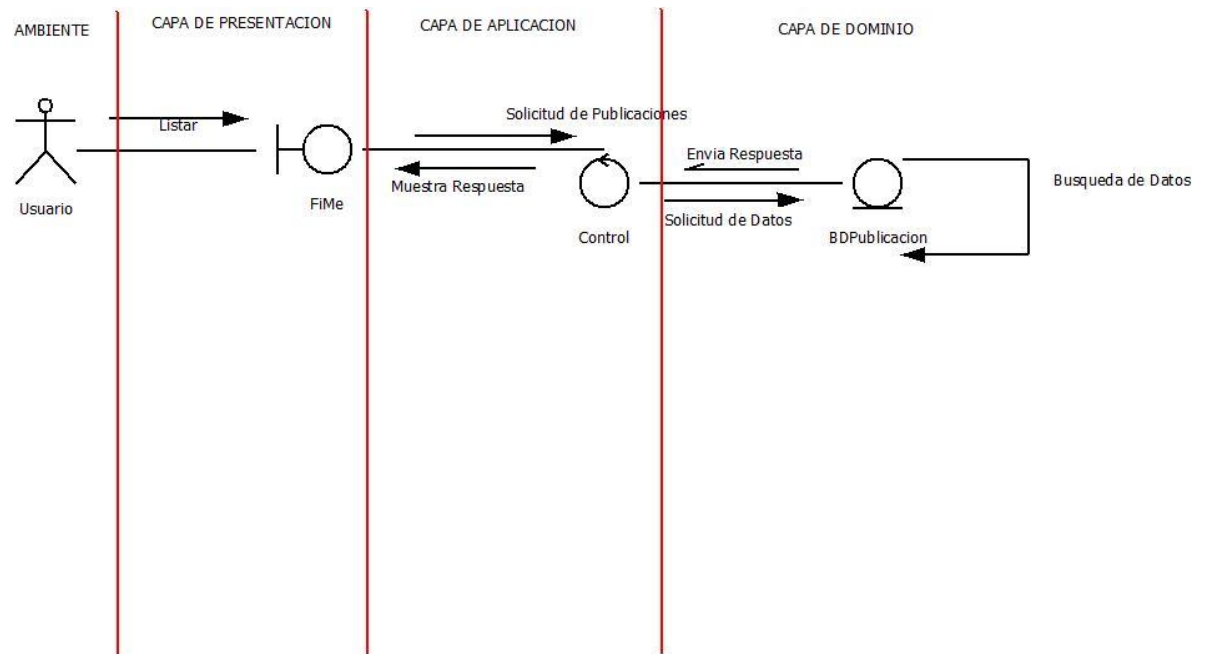 AMBIENTE
CAPA DE PRESENTACION
CAPA DE APLICACION
CAPA DE DOMINIO
Listar
Solicitud de Publicaciones
Muestra Respuesta
Envia Respuesta
Solicitud de Datos
Busqueda de Datos
Usuario
FiMe
Control
BDPublicacion